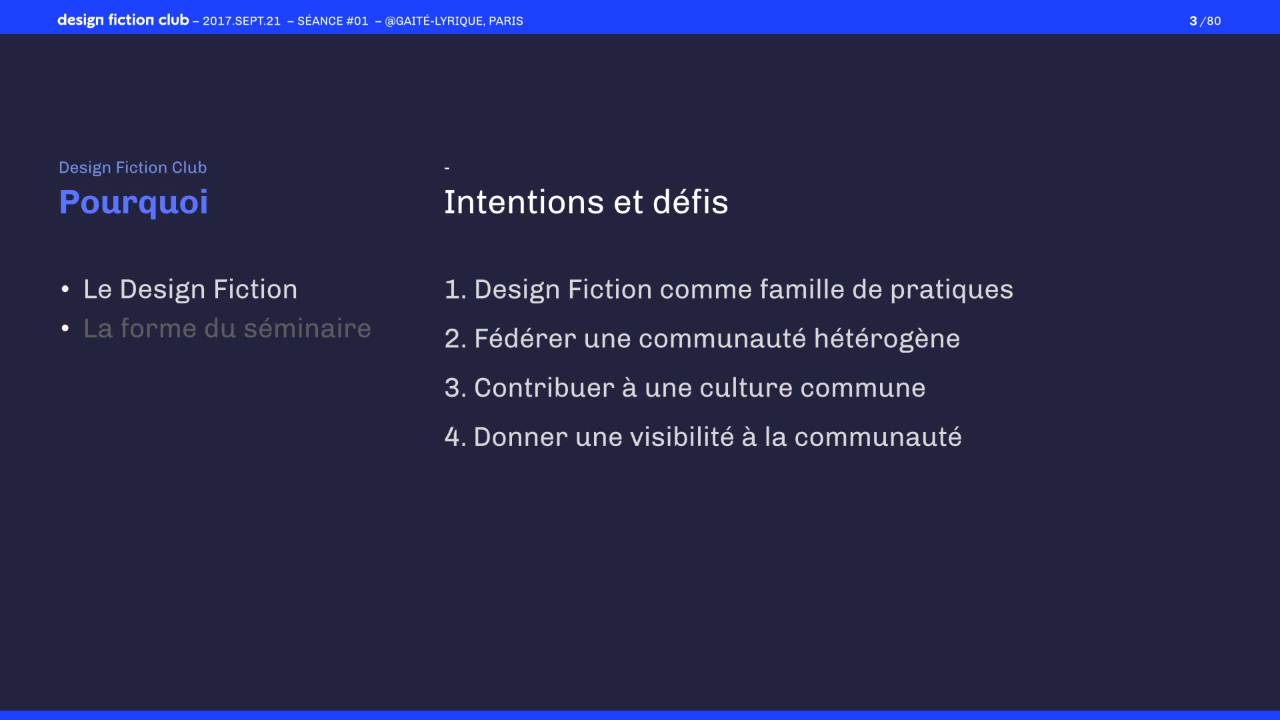 design fiction club – 2017.SEPT.21 – SÉANCE #01 – @GAITÉ-LYRIQUE, PARIS
3/80
Design Fiction Club
Pourquoi
• Le Design Fiction
• La forme du séminaire
-
Intentions et défis
1. Design Fiction comme famille de pratiques
2. Fédérer une communauté hétérogène
3. Contribuer à une culture commune
4. Donner une visibilité à la communauté